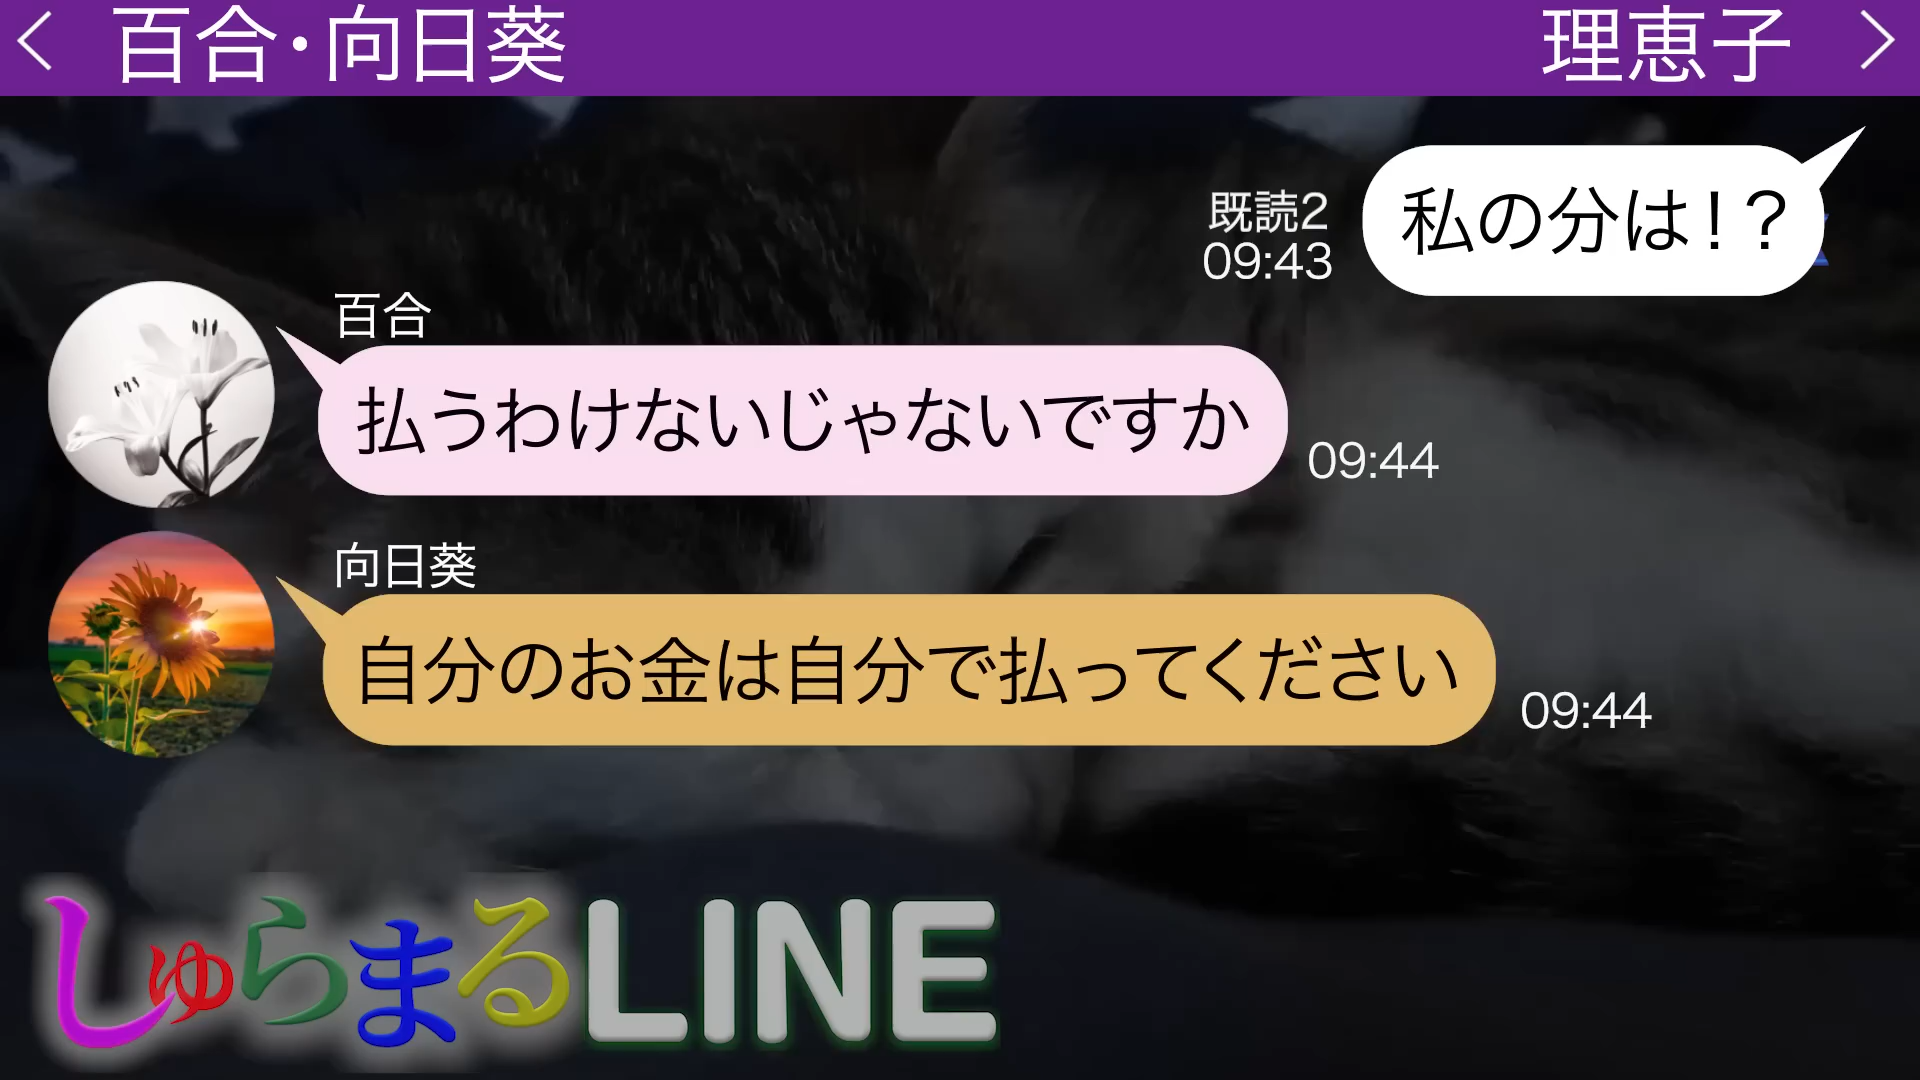 百合・向日葵
理恵子
私の分は！？
既読2
09:43
百合
払うわけないじゃないですか
09:44
向日葵
自分のお金は自分で払ってください
09:44
しゅらまるLINE